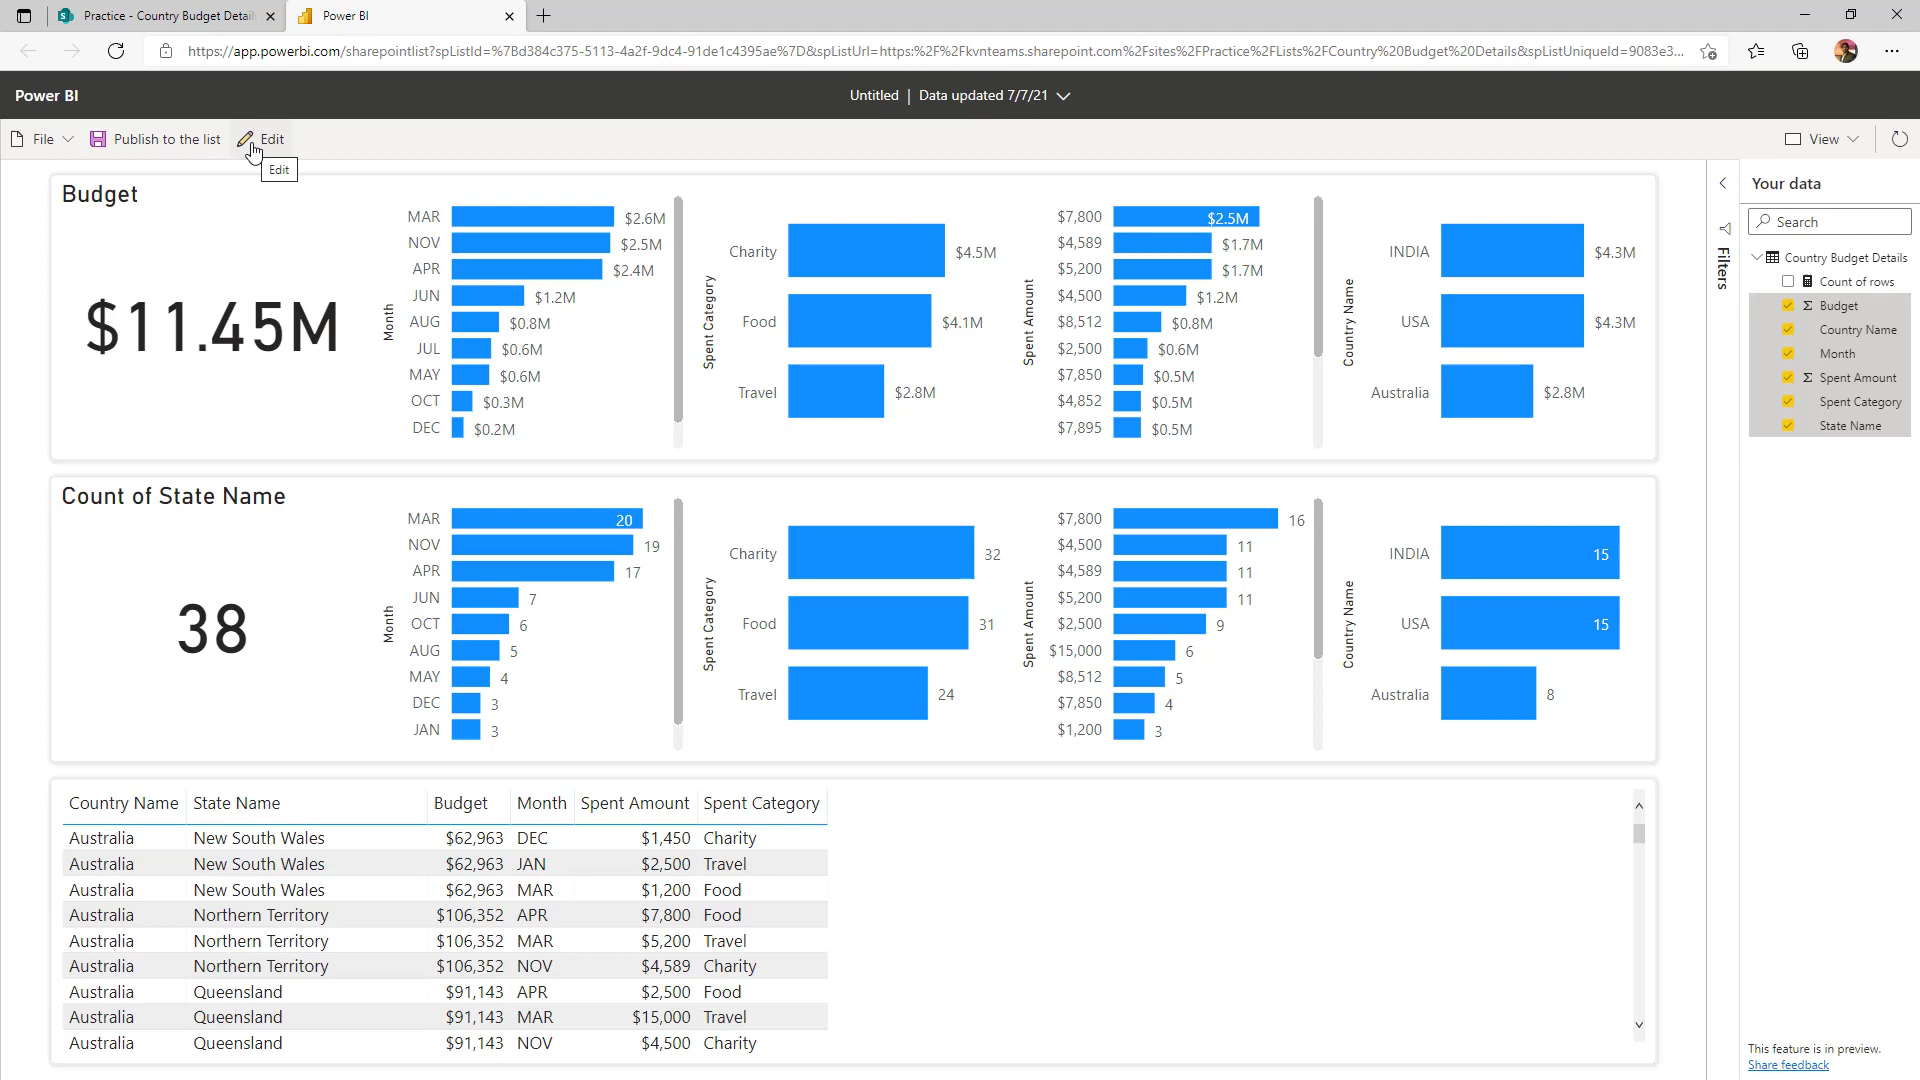 Practice - Country Budget Detail
Power BI
https://app.powerbi.com/sharepointlist?spListId=%7Bd384c375-5113-4a2f-9dc4-91de1c4395ae%7D&spListUrl=https:%2F%2Fkvnteams.sharepoint.com%2Fsites%2FPractice%2FLists%2FCountry%20Budget%20Details&spListUniqueId=9083e3...
Power BI
Untitled | Data updated 7/7/21
File Publish to the list Edit View
Edit
Budget
$11.45M
Month
MAR $2.6M
NOV $2.5M
APR $2.4M
JUN $1.2M
AUG $0.8M
JUL $0.6M
MAY $0.6M
OCT $0.3M
DEC $0.2M
Spent Category
Charity $4.5M
Food $4.1M
Travel $2.8M
Spent Amount
$7,800 $2.5M
$4,589 $1.7M
$5,200 $1.7M
$4,500 $1.2M
$8,512 $0.8M
$2,500 $0.6M
$7,850 $0.5M
$4,852 $0.5M
$7,895 $0.5M
Country Name
INDIA $4.3M
USA $4.3M
Australia $2.8M
Count of State Name
38
Month
MAR 20
NOV 19
APR 17
JUN 7
OCT 6
AUG 5
MAY 4
DEC 3
JAN 3
Spent Category
Charity 32
Food 31
Travel 24
Spent Amount
$7,800 16
$4,500 11
$4,589 11
$5,200 11
$2,500 9
$15,000 6
$8,512 5
$7,850 4
$1,200 3
Country Name
INDIA 15
USA 15
Australia 8
Country Name State Name Budget Month Spent Amount Spent Category
Australia New South Wales $62,963 DEC $1,450 Charity
Australia New South Wales $62,963 JAN $2,500 Travel
Australia New South Wales $62,963 MAR $1,200 Food
Australia Northern Territory $106,352 APR $7,800 Food
Australia Northern Territory $106,352 MAR $5,200 Travel
Australia Northern Territory $106,352 NOV $4,589 Charity
Australia Queensland $91,143 APR $2,500 Food
Australia Queensland $91,143 MAR $15,000 Travel
Australia Queensland $91,143 NOV $4,500 Charity
Filters
Your data
Search
Country Budget Details
Count of rows
Σ Budget
Country Name
Month
Σ Spent Amount
Spent Category
State Name
This feature is in preview.
Share feedback